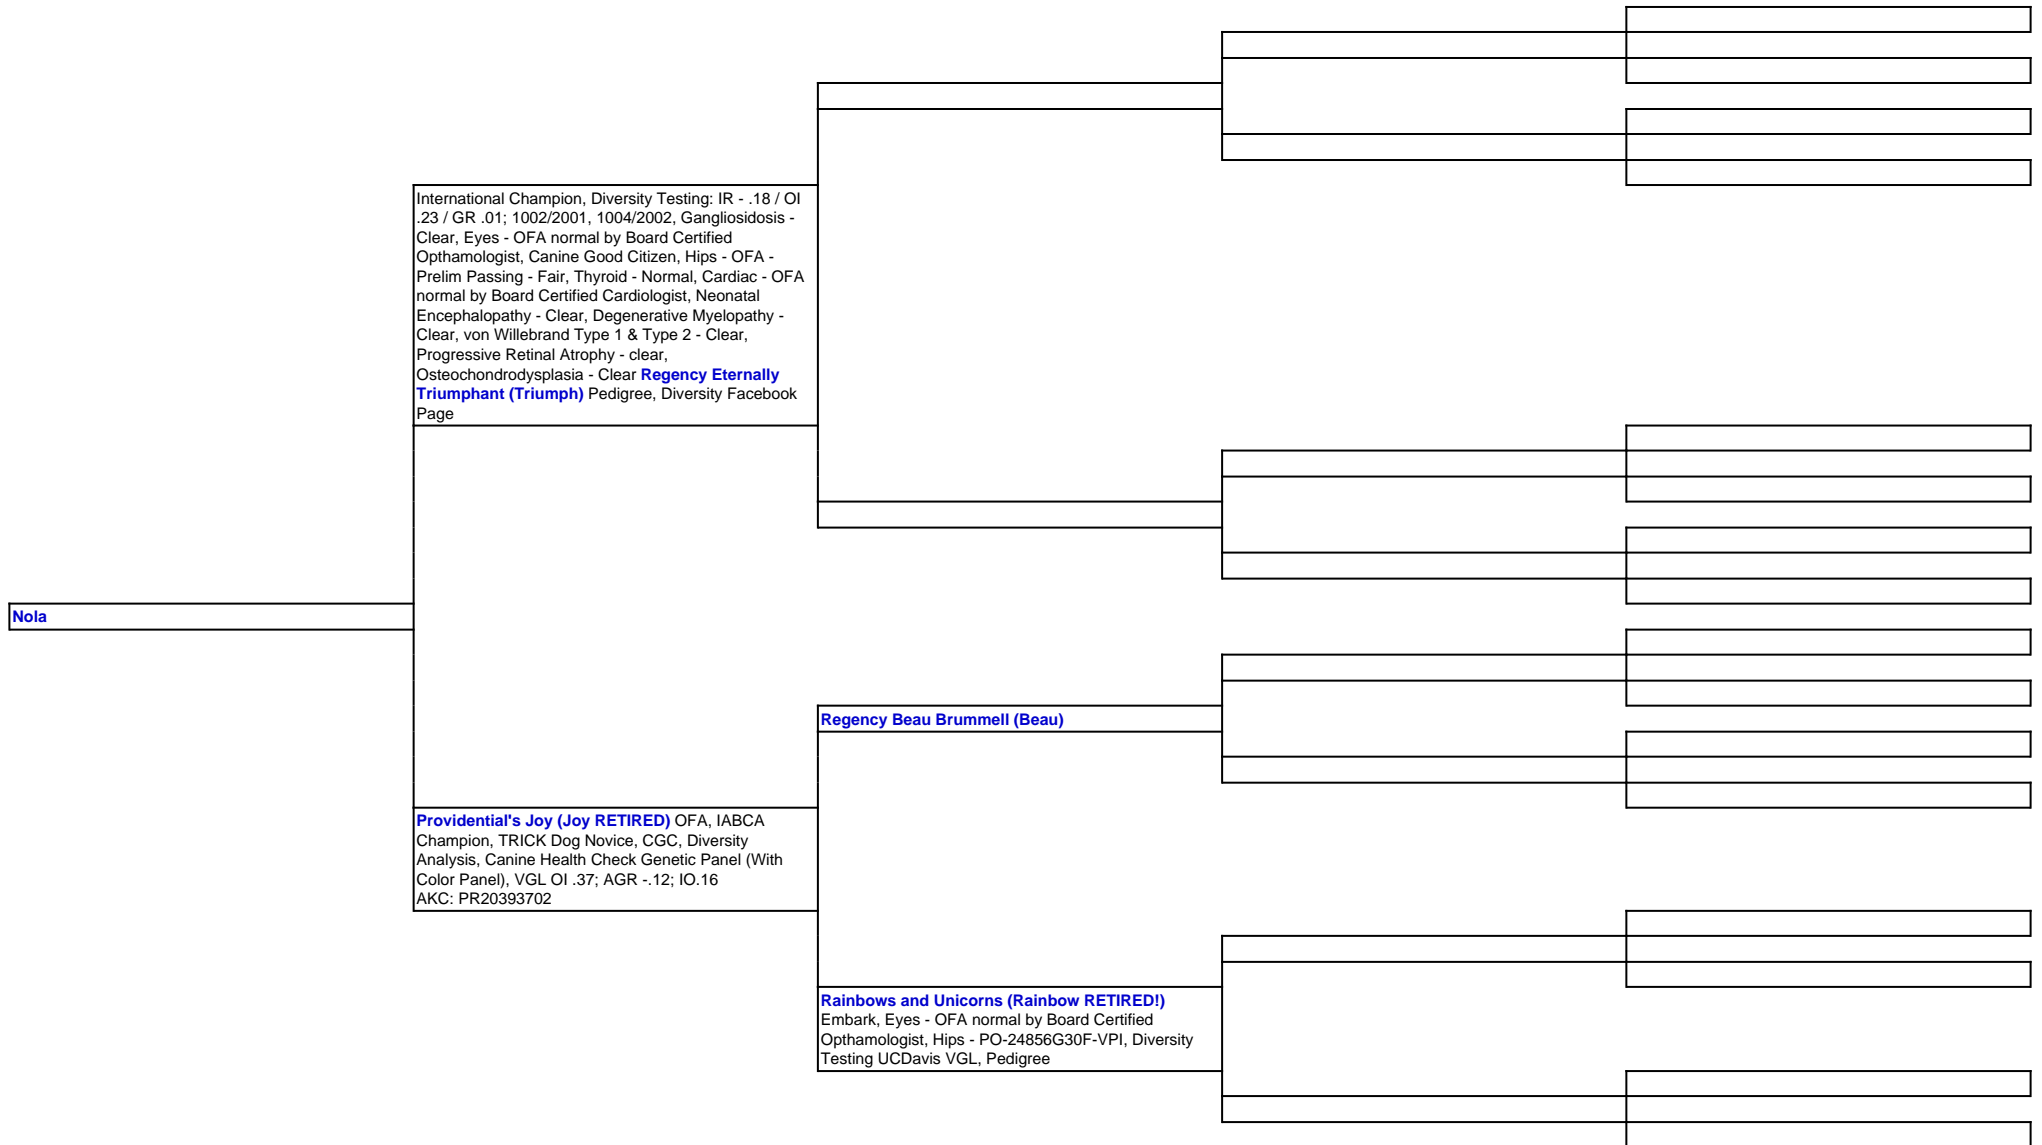 International Champion, Diversity Testing: IR - .18 / OI
.23 / GR .01; 1002/2001, 1004/2002, Gangliosidosis -
Clear, Eyes - OFA normal by Board Certified
Opthamologist, Canine Good Citizen, Hips - OFA -
Prelim Passing - Fair, Thyroid - Normal, Cardiac - OFA
normal by Board Certified Cardiologist, Neonatal
Encephalopathy - Clear, Degenerative Myelopathy -
Clear, von Willebrand Type 1 & Type 2 - Clear,
Progressive Retinal Atrophy - clear,
Osteochondrodysplasia - Clear Regency Eternally
Triumphant (Triumph) Pedigree, Diversity Facebook
Page
Nola
Regency Beau Brummell (Beau)
Providential's Joy (Joy RETIRED) OFA, IABCA
Champion, TRICK Dog Novice, CGC, Diversity
Analysis, Canine Health Check Genetic Panel (With
Color Panel), VGL OI .37; AGR -.12; IO.16
AKC: PR20393702
Rainbows and Unicorns (Rainbow RETIRED!)
Embark, Eyes - OFA normal by Board Certified
Opthamologist, Hips - PO-24856G30F-VPI, Diversity
Testing UCDavis VGL, Pedigree